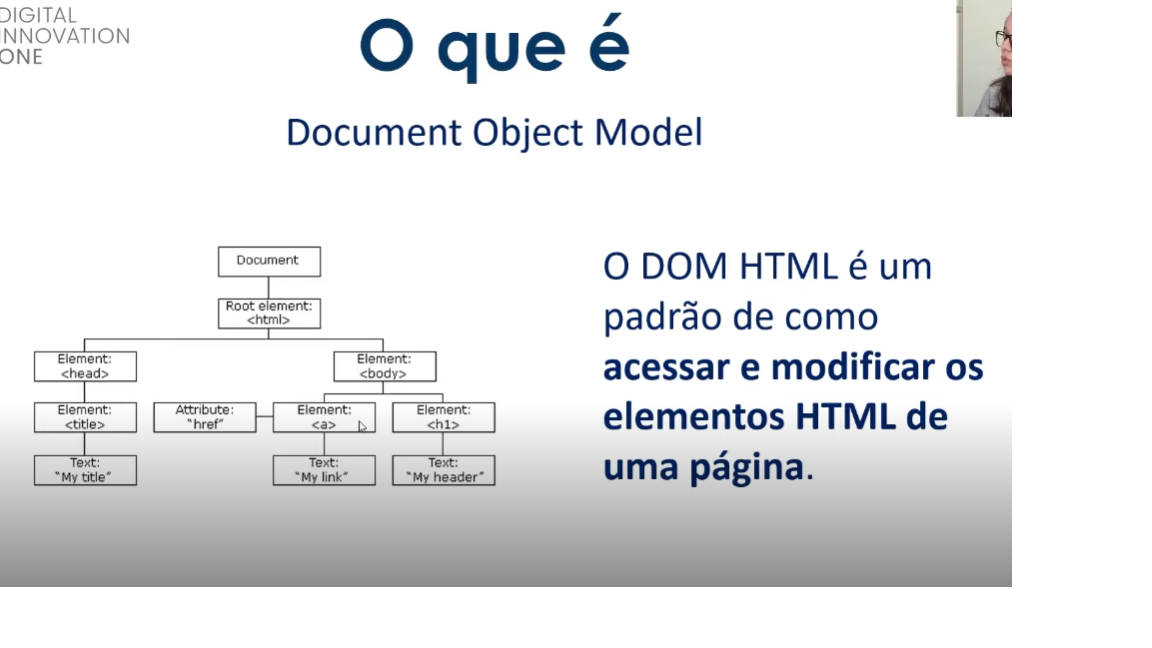 DIGITAL
INNOVATION
ONE
O que é
Document Object Model
Document
Root element:
<html>
Element:
<head>
Element:
<body>
Element:
<title>
Attribute:
"href"
Element:
<a>
Element:
<h1>
Text:
"My title"
Text:
"My link"
Text:
"My header"
O DOM HTML é um
padrão de como
acessar e modificar os
elementos HTML de
uma página.